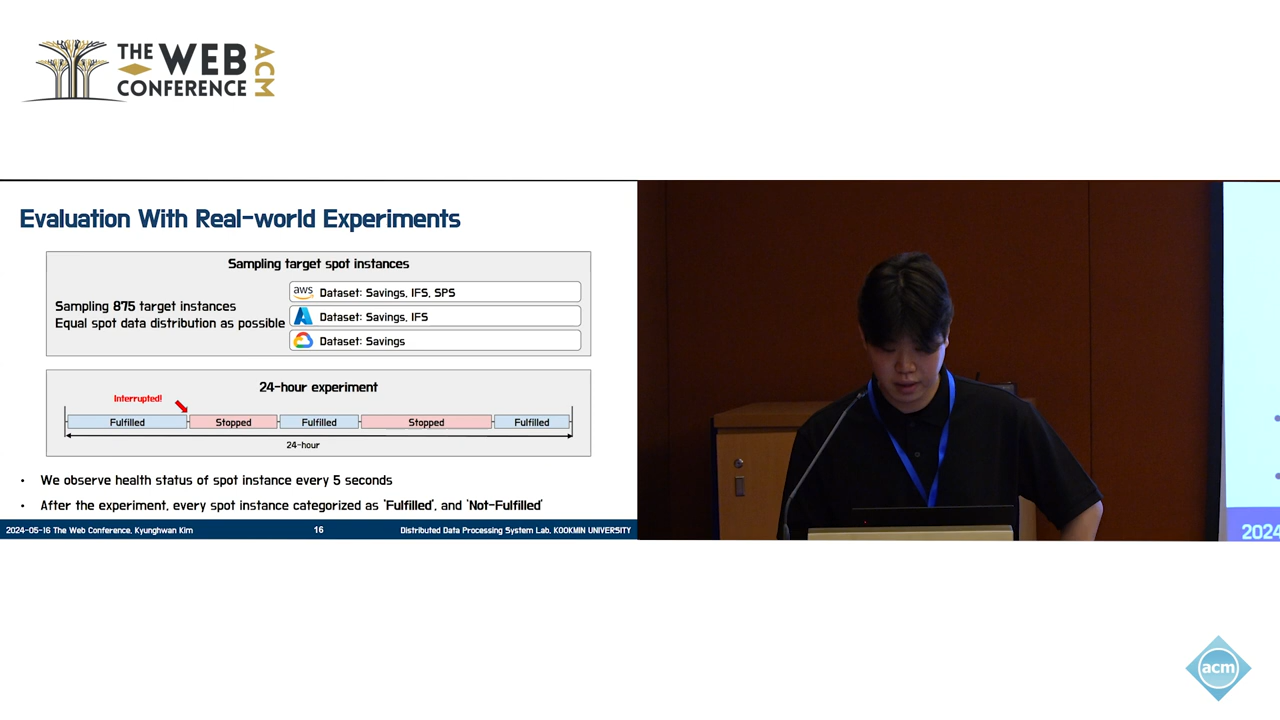 THE WEB
CONFERENCE
ACM
Evaluation With Real-world Experiments
Sampling target spot instances
Sampling 875 target instances
Equal spot data distribution as possible
aws Dataset: Savings, IFS, SPS
Dataset: Savings, IFS
Dataset: Savings
24-hour experiment
Interrupted!
Fulfilled Stopped Fulfilled Stopped Fulfilled
24-hour
• We observe health status of spot instance every 5 seconds
• After the experiment, every spot instance categorized as 'Fulfilled', and 'Not-Fulfilled'
2024-05-16 The Web Conference, Kyunghwan Kim 16 Distributed Data Processing System Lab, KOOKMIN UNIVERSITY
2024
acm